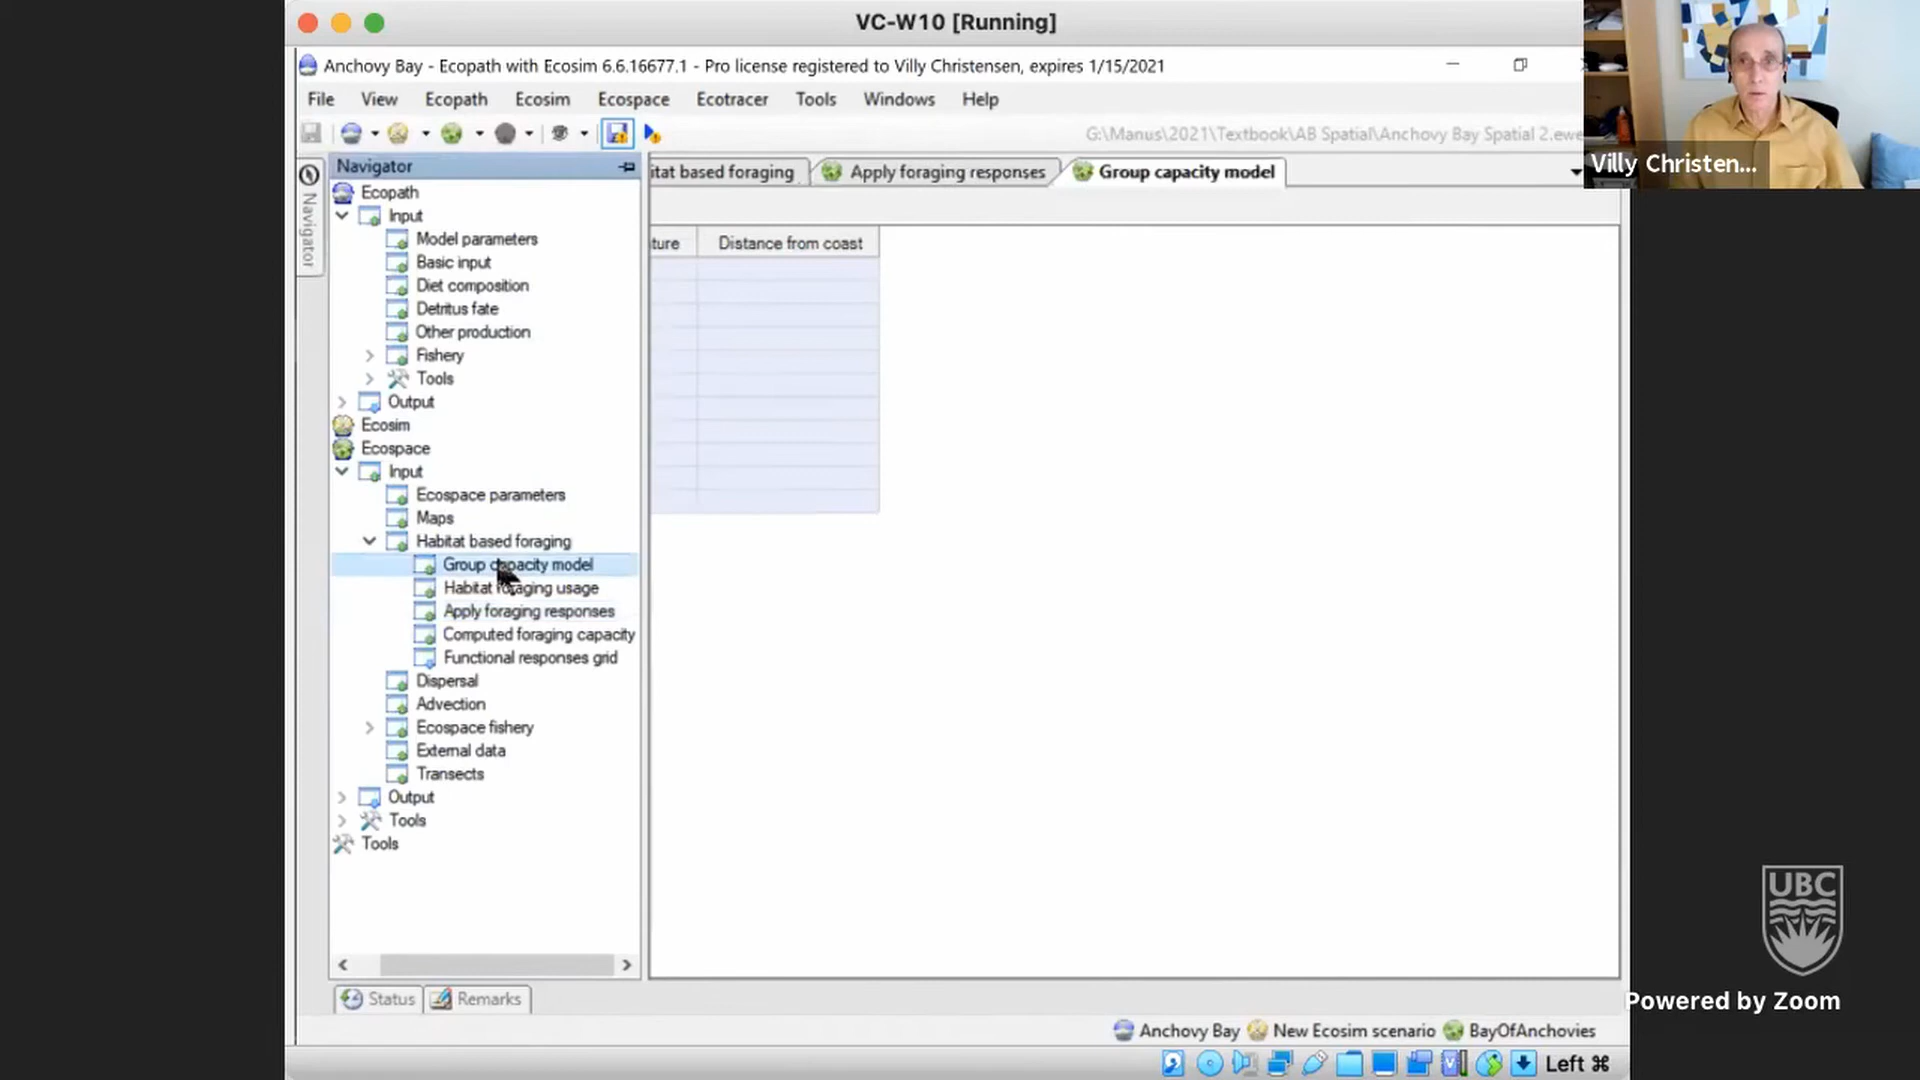 VC-W10 [Running]
Anchovy Bay - Ecopath with Ecosim 6.6.16677.1 - Pro license registered to Villy Christensen, expires 1/15/2021
File View Ecopath Ecosim Ecospace Ecotracer Tools Windows Help
G:\Manus\2021\Textbook\AB Spatial\Anchovy Bay Spatial 2.ewe
Villy Christen...
Navigator
Navigator
itat based foraging
Apply foraging responses
Group capacity model
ture
Distance from coast
Ecopath
Input
Model parameters
Basic input
Diet composition
Detritus fate
Other production
Fishery
Tools
Output
Ecosim
Ecospace
Input
Ecospace parameters
Maps
Habitat based foraging
Group capacity model
Habitat foraging usage
Apply foraging responses
Computed foraging capacity
Functional responses grid
Dispersal
Advection
Ecospace fishery
External data
Transects
Output
Tools
Tools
Status
Remarks
UBC
Powered by Zoom
Anchovy Bay New Ecosim scenario BayOfAnchovies
Left ⌘